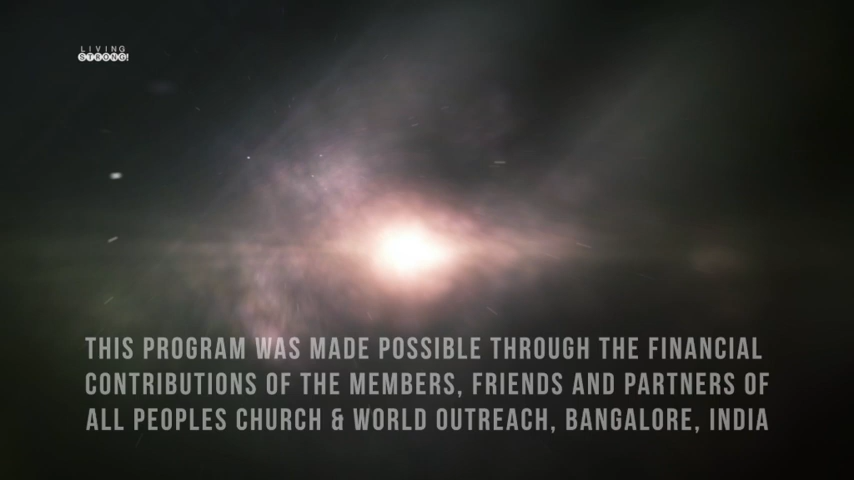 LIVING
STRONG!
THIS PROGRAM WAS MADE POSSIBLE THROUGH THE FINANCIAL
CONTRIBUTIONS OF THE MEMBERS, FRIENDS AND PARTNERS OF
ALL PEOPLES CHURCH & WORLD OUTREACH, BANGALORE, INDIA